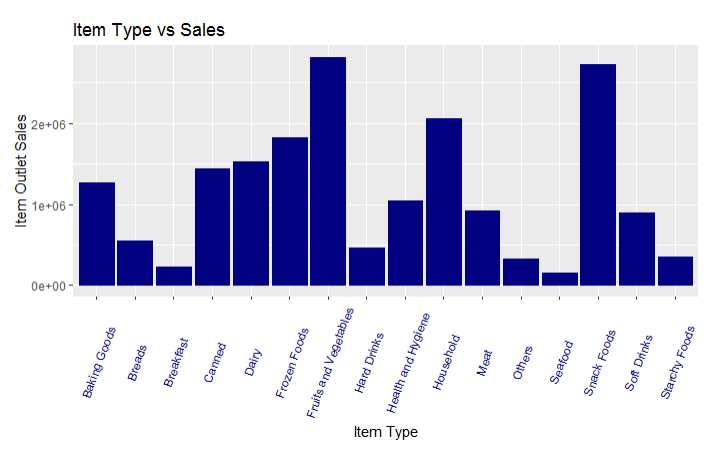 Item Type vs Sales
Item Outlet Sales
2e+06
1e+06
0e+00
Baking Goods
Breads
Breakfast
Canned
Dairy
Frozen Foods
Fruits and Vegetables
Hard Drinks
Health and Hygiene
Household
Meat
Others
Seafood
Snack Foods
Soft Drinks
Starchy Foods
Item Type